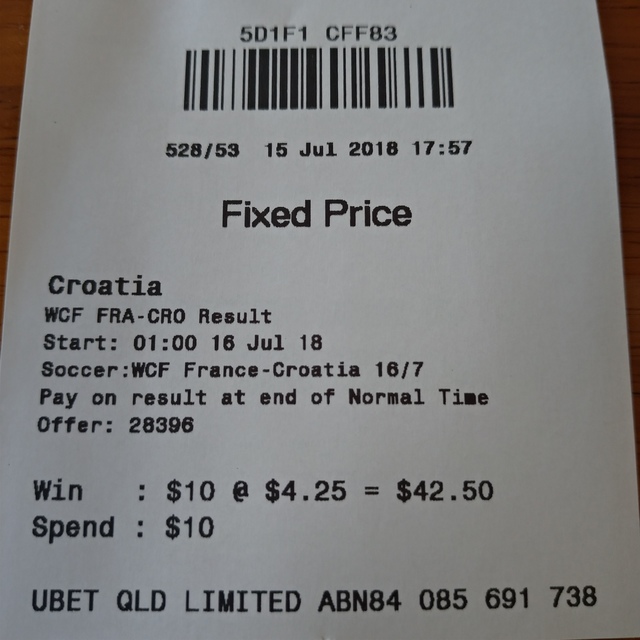 5D1F1 CFF83
528/53 15 Jul 2018 17:57
Fixed Price
Croatia
WCF FRA-CRO Result
Start: 01:00 16 Jul 18
Soccer:WCF France-Croatia 16/7
Pay on result at end of Normal Time
Offer: 28396
Win : $10 @ $4.25 = $42.50
Spend : $10
UBET QLD LIMITED ABN84 085 691 738